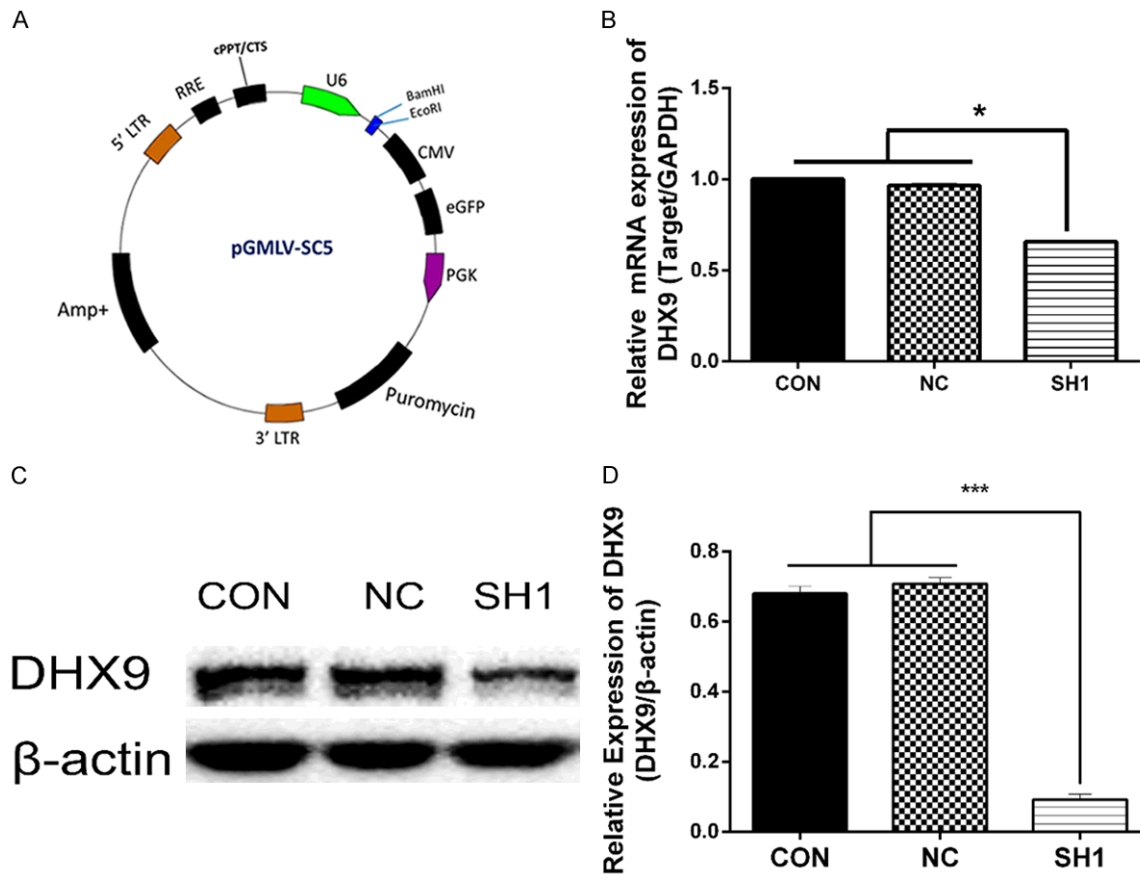 A
cPPT/CTS
RRE
U6
BamHI
EcoRI
5' LTR
CMV
eGFP
pGMLV-SC5
PGK
Amp+
Puromycin
3' LTR
B
Relative mRNA expression of
DHX9 (Target/GAPDH)
1.5
1.0
0.5
0.0
*
CON NC SH1
C
CON NC SH1
DHX9
β-actin
D
Relative Expression of DHX9
(DHX9/β-actin)
0.8
0.6
0.4
0.2
0.0
***
CON NC SH1